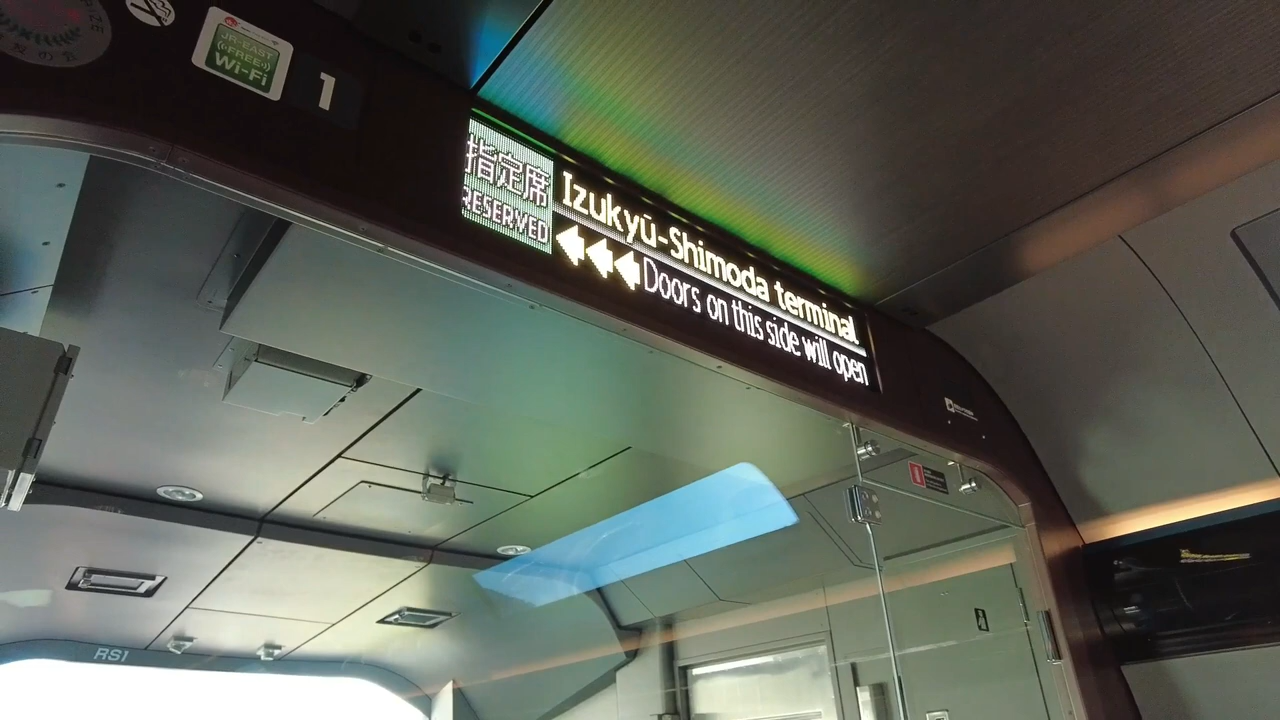 JR-EAST
FREE
Wi-Fi
1
指定席
RESERVED
Izukyū-Shimoda terminal
Doors on this side will open
RS1